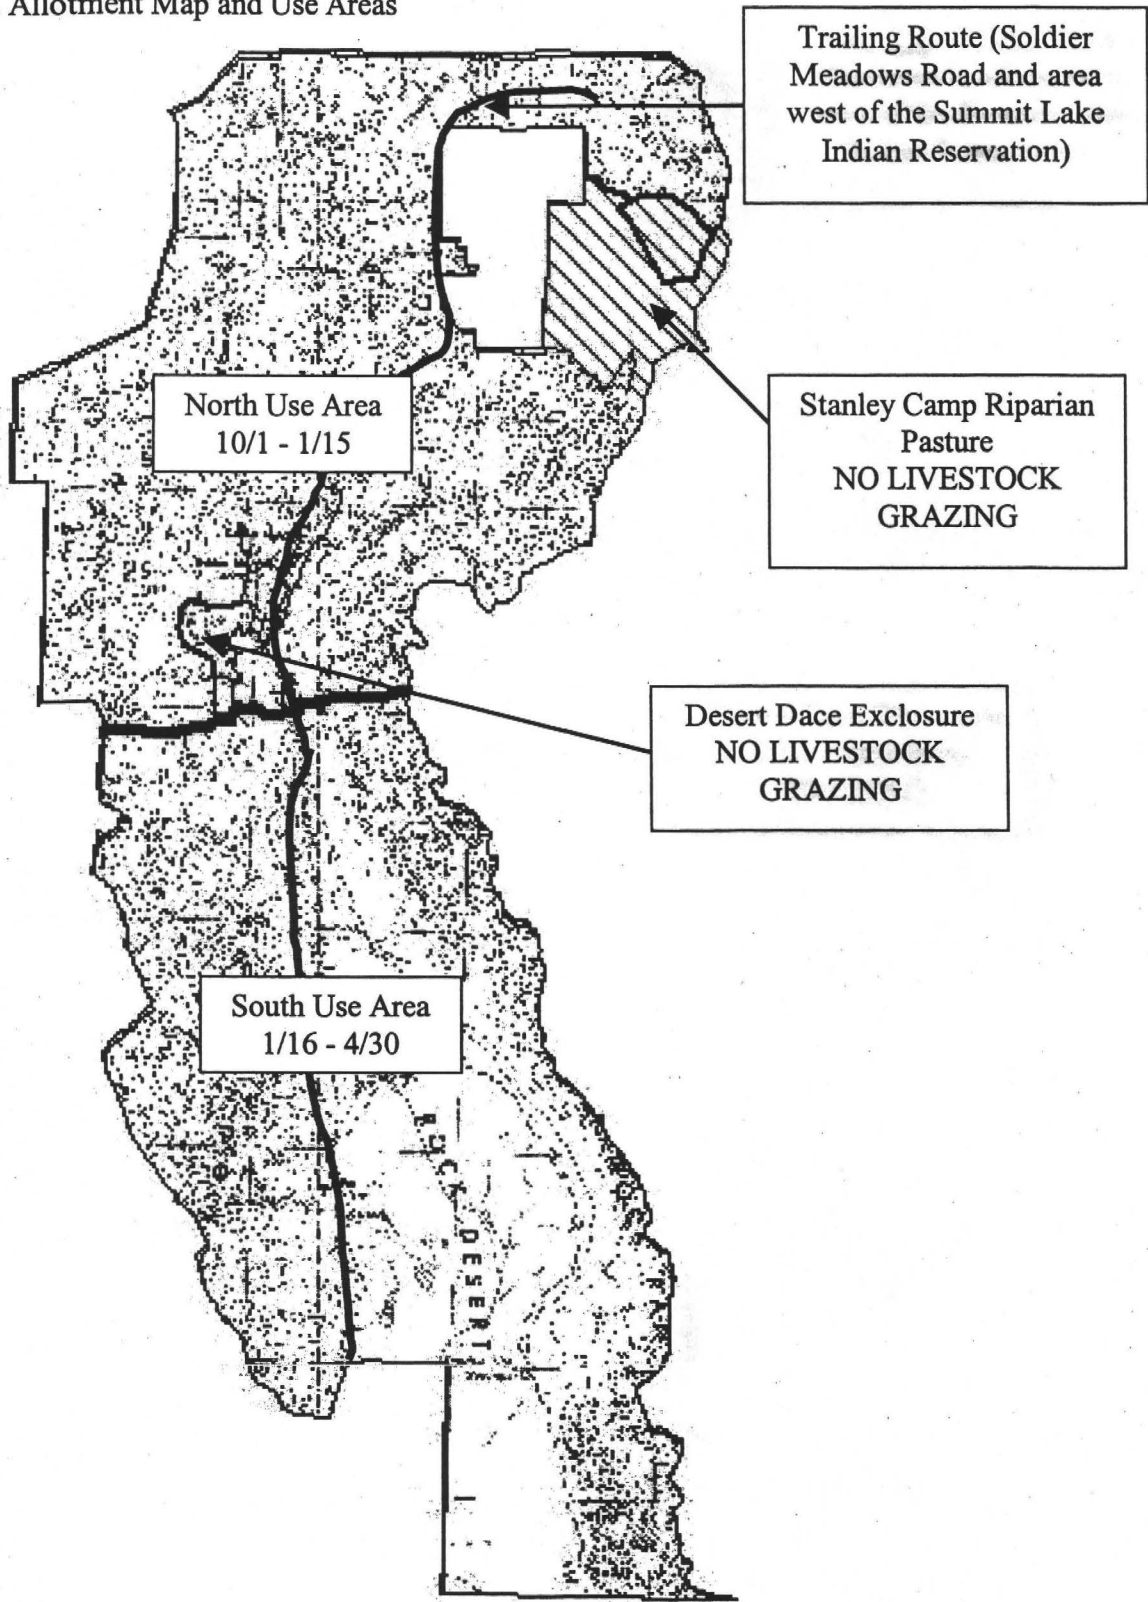 Allotment Map and Use Areas
Trailing Route (Soldier
Meadows Road and area
west of the Summit Lake
Indian Reservation)
North Use Area
10/1 - 1/15
Stanley Camp Riparian
Pasture
NO LIVESTOCK
GRAZING
Desert Dace Exclosure
NO LIVESTOCK
GRAZING
South Use Area
1/16 - 4/30
DESERT